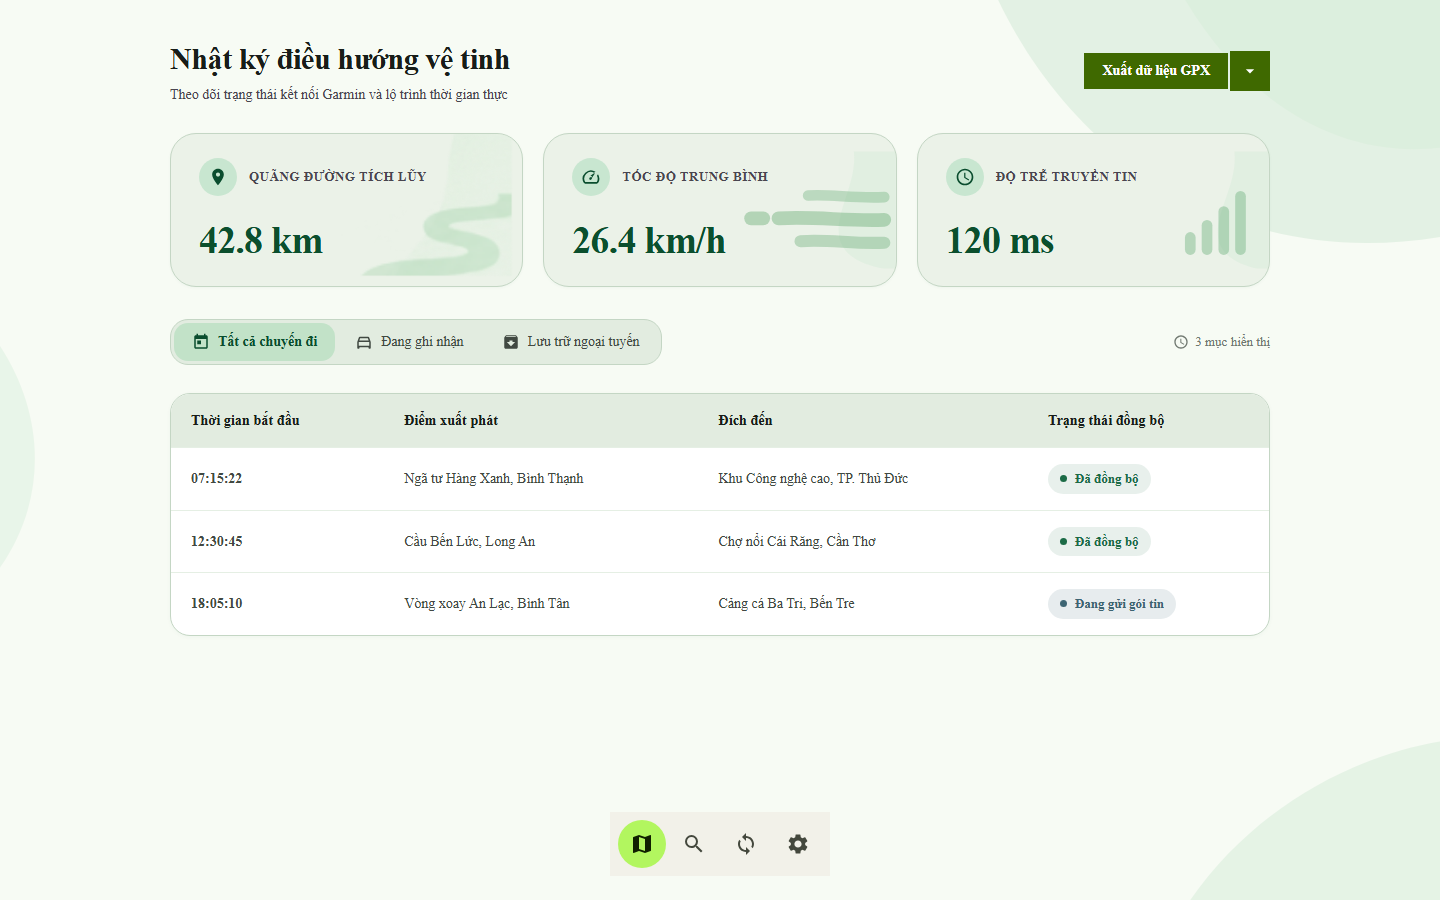 Nhật ký điều hướng vệ tinh
Theo dõi trạng thái kết nối Garmin và lộ trình thời gian thực
Xuất dữ liệu GPX
QUÃNG ĐƯỜNG TÍCH LŨY
42.8 km
TỐC ĐỘ TRUNG BÌNH
26.4 km/h
ĐỘ TRỄ TRUYỀN TIN
120 ms
Tất cả chuyến đi
Đang ghi nhận
Lưu trữ ngoại tuyến
3 mục hiển thị
Thời gian bắt đầu Điểm xuất phát Đích đến Trạng thái đồng bộ
07:15:22 Ngã tư Hàng Xanh, Bình Thạnh Khu Công nghệ cao, TP. Thủ Đức Đã đồng bộ
12:30:45 Cầu Bến Lức, Long An Chợ nổi Cái Răng, Cần Thơ Đã đồng bộ
18:05:10 Vòng xoay An Lạc, Bình Tân Cảng cá Ba Tri, Bến Tre Đang gửi gói tin